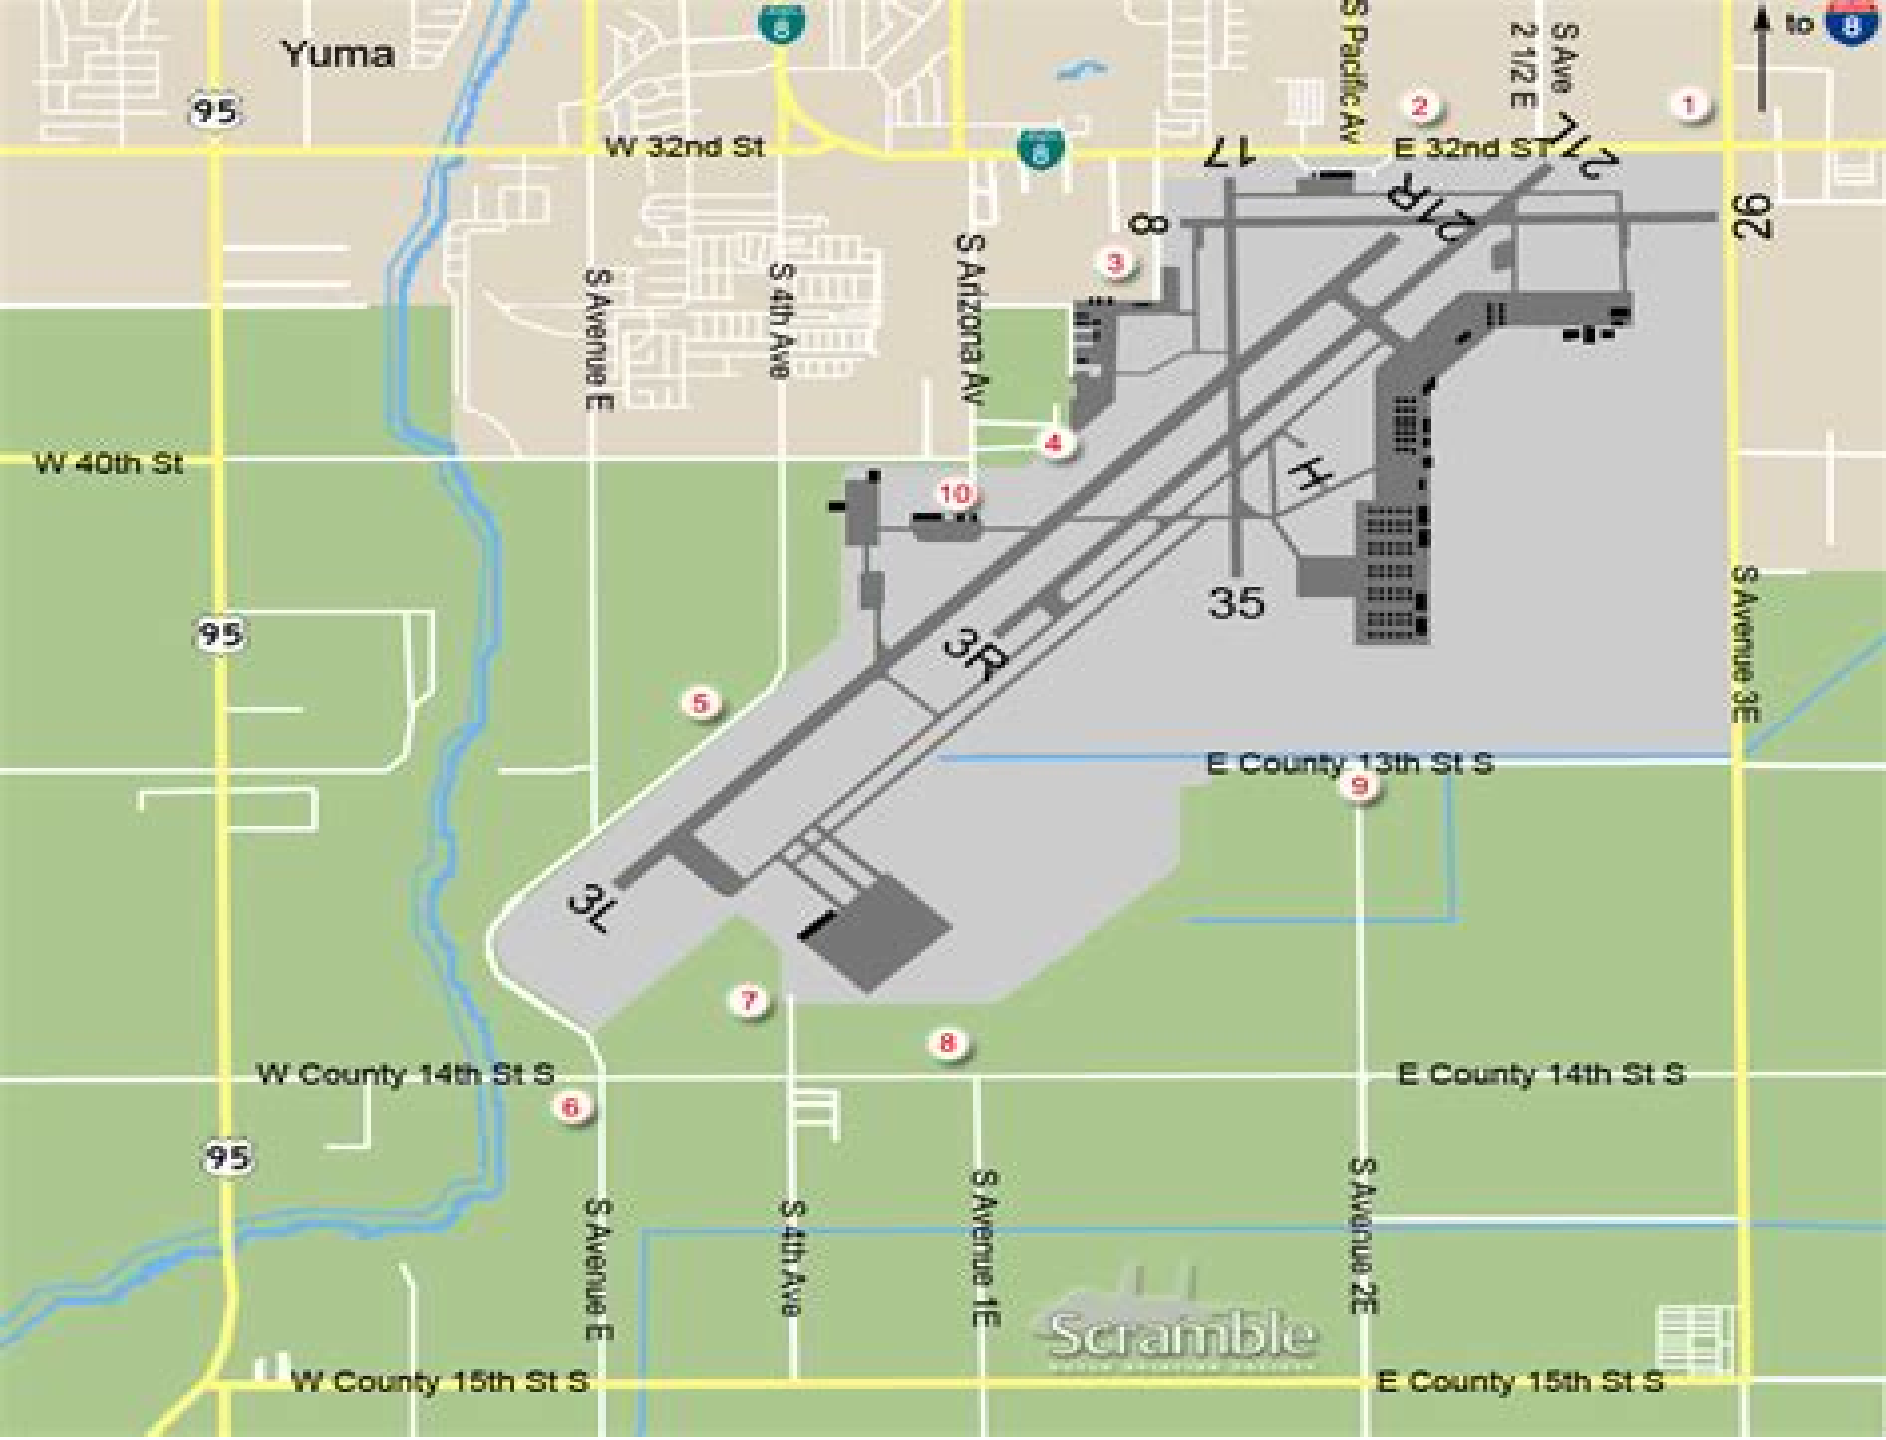 8
to
8
Yuma
S Pacific Av
2 1/2 E
S Ave
95
2
1
W 32nd St
8
E 32nd ST
17
21L
21R
8
26
3
S Avenue E
S 4th Ave
S Arizona Av
4
W 40th St
H
10
35
95
3R
S Avenue 3E
5
E County 13th St S
9
3L
7
8
W County 14th St S
E County 14th St S
6
95
S Avenue E
S 4th Ave
S Avenue 1E
S Avenue 2E
Scramble
W County 15th St S
E County 15th St S